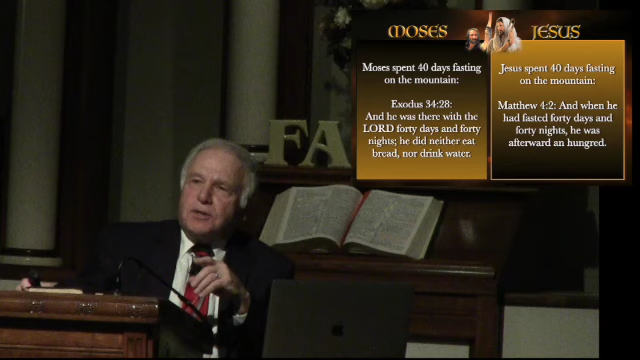 MOSES
Moses spent 40 days fasting
on the mountain:
Exodus 34:28:
And he was there with the
LORD forty days and forty
nights; he did neither eat
bread, nor drink water.
JESUS
Jesus spent 40 days fasting
on the mountain:
Matthew 4:2: And when he
had fasted forty days and
forty nights, he was
afterward an hungred.
FA